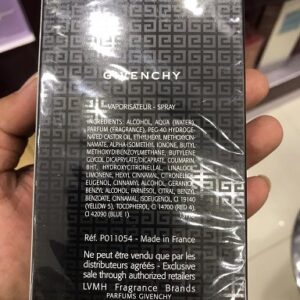 GIVENCHY
VAPORISATEUR - SPRAY
INGREDIENTS: ALCOHOL, AQUA (WATER),
PARFUM (FRAGRANCE), PEG-40 HYDROGE-
NATED CASTOR OIL, ETHYLHEXYL METHOXYCIN-
NAMATE, ALPHA-ISOMETHYL IONONE, BUTYL
METHOXYDIBENZOYLMETHANE, BUTYLENE
GLYCOL DICAPRYLATE/DICAPRATE, COUMARIN,
BHT, HYDROXYCITRONELLAL, LINALOOL,
LIMONENE, HEXYL CINNAMAL, CITRONELLOL,
EUGENOL, CINNAMYL ALCOHOL, GERANIOL,
BENZYL ALCOHOL, FARNESOL, CITRAL, BENZYL
BENZOATE, CINNAMAL, ISOEUGENOL, CI 19140
(YELLOW 5), TOCOPHEROL, CI 14700 (RED 4),
CI 42090 (BLUE 1).
Réf. P011054 - Made in France
Ne peut être vendu que par les
distributeurs agréés - Exclusive
sale through authorized retailers
LVMH Fragrance Brands
PARFUMS GIVENCHY